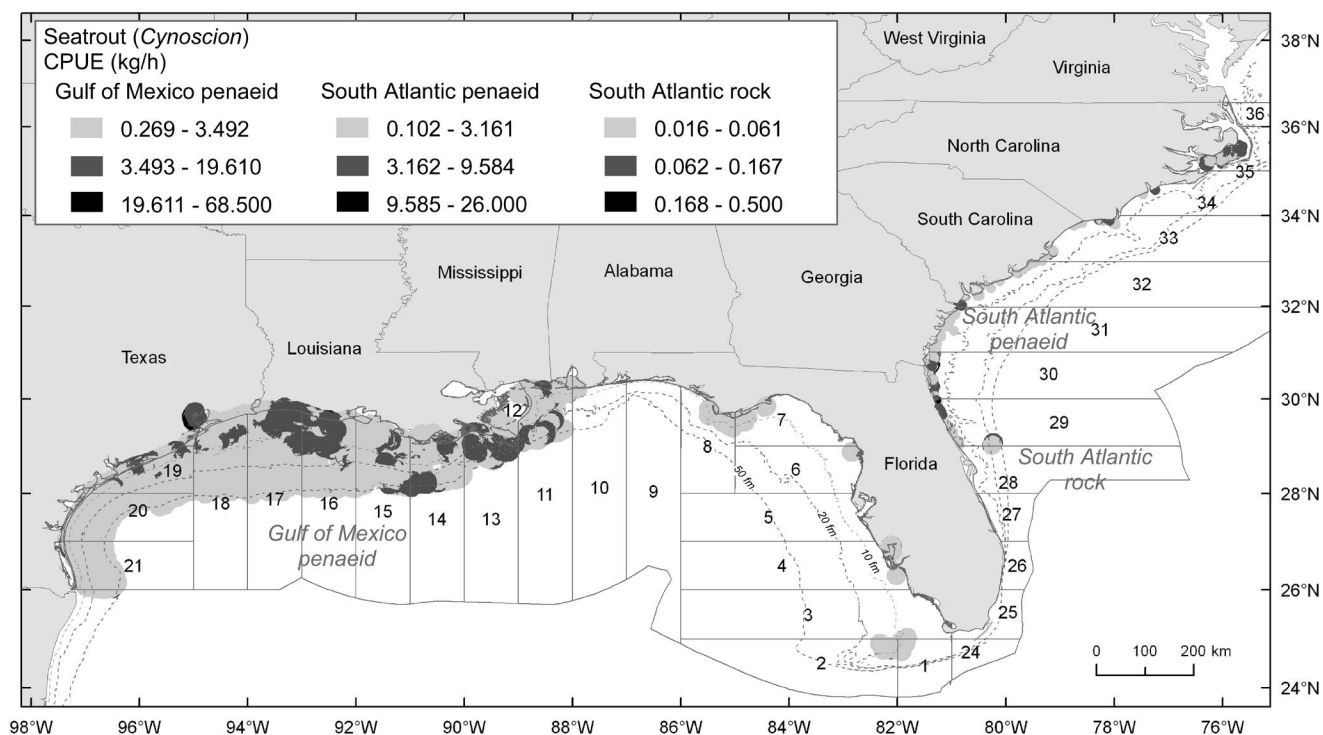 Seatrout (Cynoscion)
CPUE (kg/h)
Gulf of Mexico penaeid South Atlantic penaeid South Atlantic rock
0.269 - 3.492 0.102 - 3.161 0.016 - 0.061
3.493 - 19.610 3.162 - 9.584 0.062 - 0.167
19.611 - 68.500 9.585 - 26.000 0.168 - 0.500
West Virginia
Virginia
North Carolina
South Carolina
Mississippi
Alabama
Georgia
Texas
Louisiana
Florida
South Atlantic
penaeid
South Atlantic
rock
Gulf of Mexico
penaeid
36
35
34
33
32
31
30
29
28
27
26
25
24
1
2
3
4
5
6
7
8
9
10
11
12
13
14
15
16
17
18
19
20
21
50 fm
20 fm
10 fm
0 100 200 km
38°N
36°N
34°N
32°N
30°N
28°N
26°N
24°N
98°W 96°W 94°W 92°W 90°W 88°W 86°W 84°W 82°W 80°W 78°W 76°W